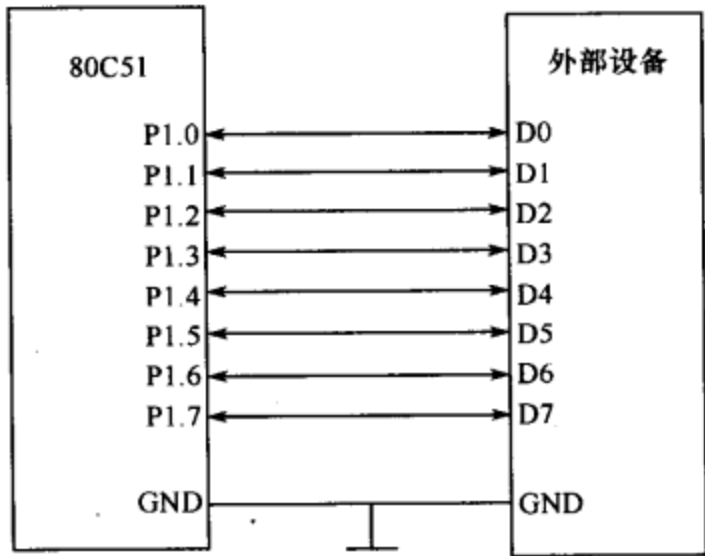 80C51 外部设备
P1.0 D0
P1.1 D1
P1.2 D2
P1.3 D3
P1.4 D4
P1.5 D5
P1.6 D6
P1.7 D7
GND GND